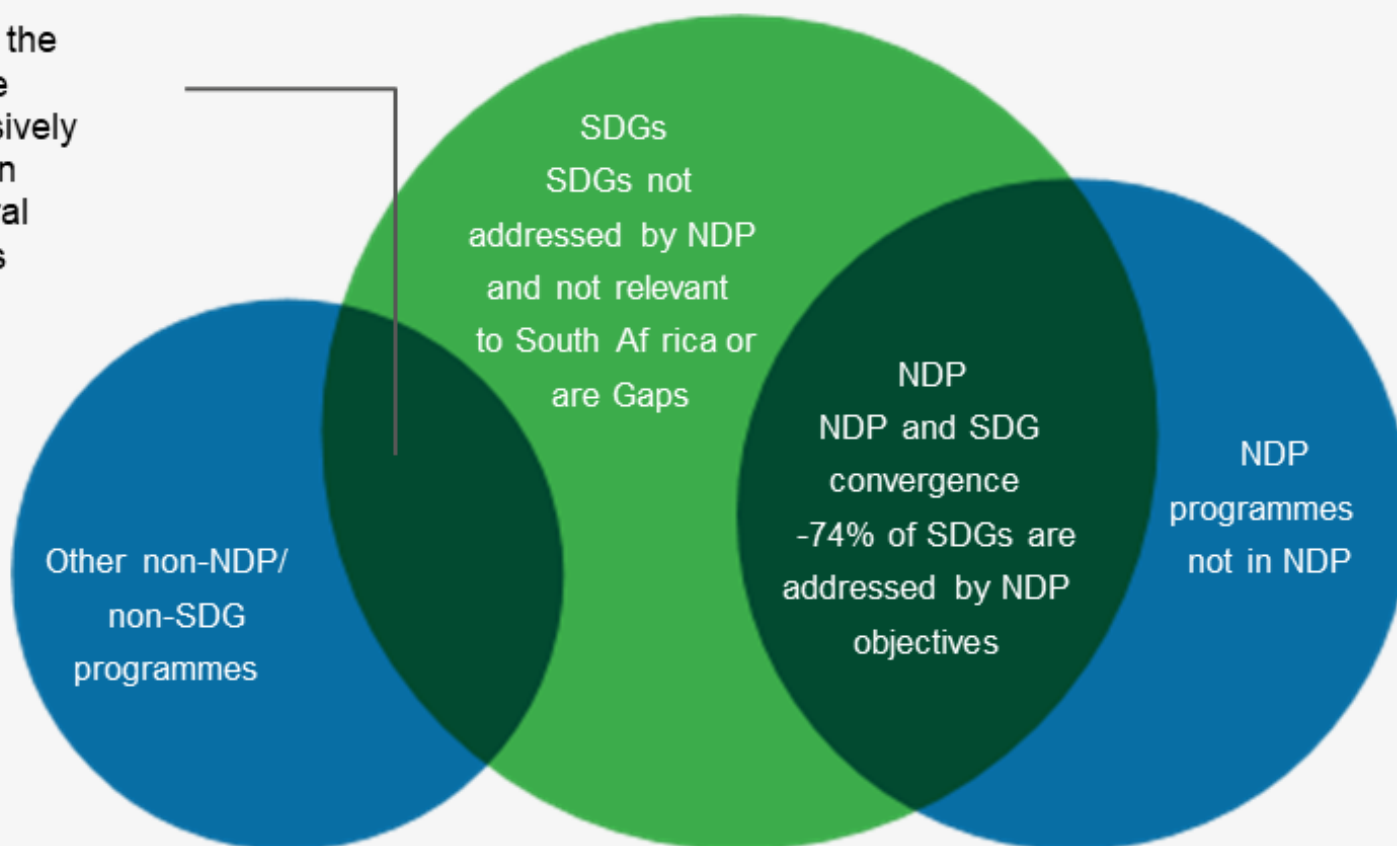 the
e
sively
n
ral
s
SDGs
SDGs not
addressed by NDP
and not relevant
to South Af rica or
are Gaps
NDP
NDP and SDG
convergence
-74% of SDGs are
addressed by NDP
objectives
NDP
programmes
not in NDP
Other non-NDP/
non-SDG
programmes